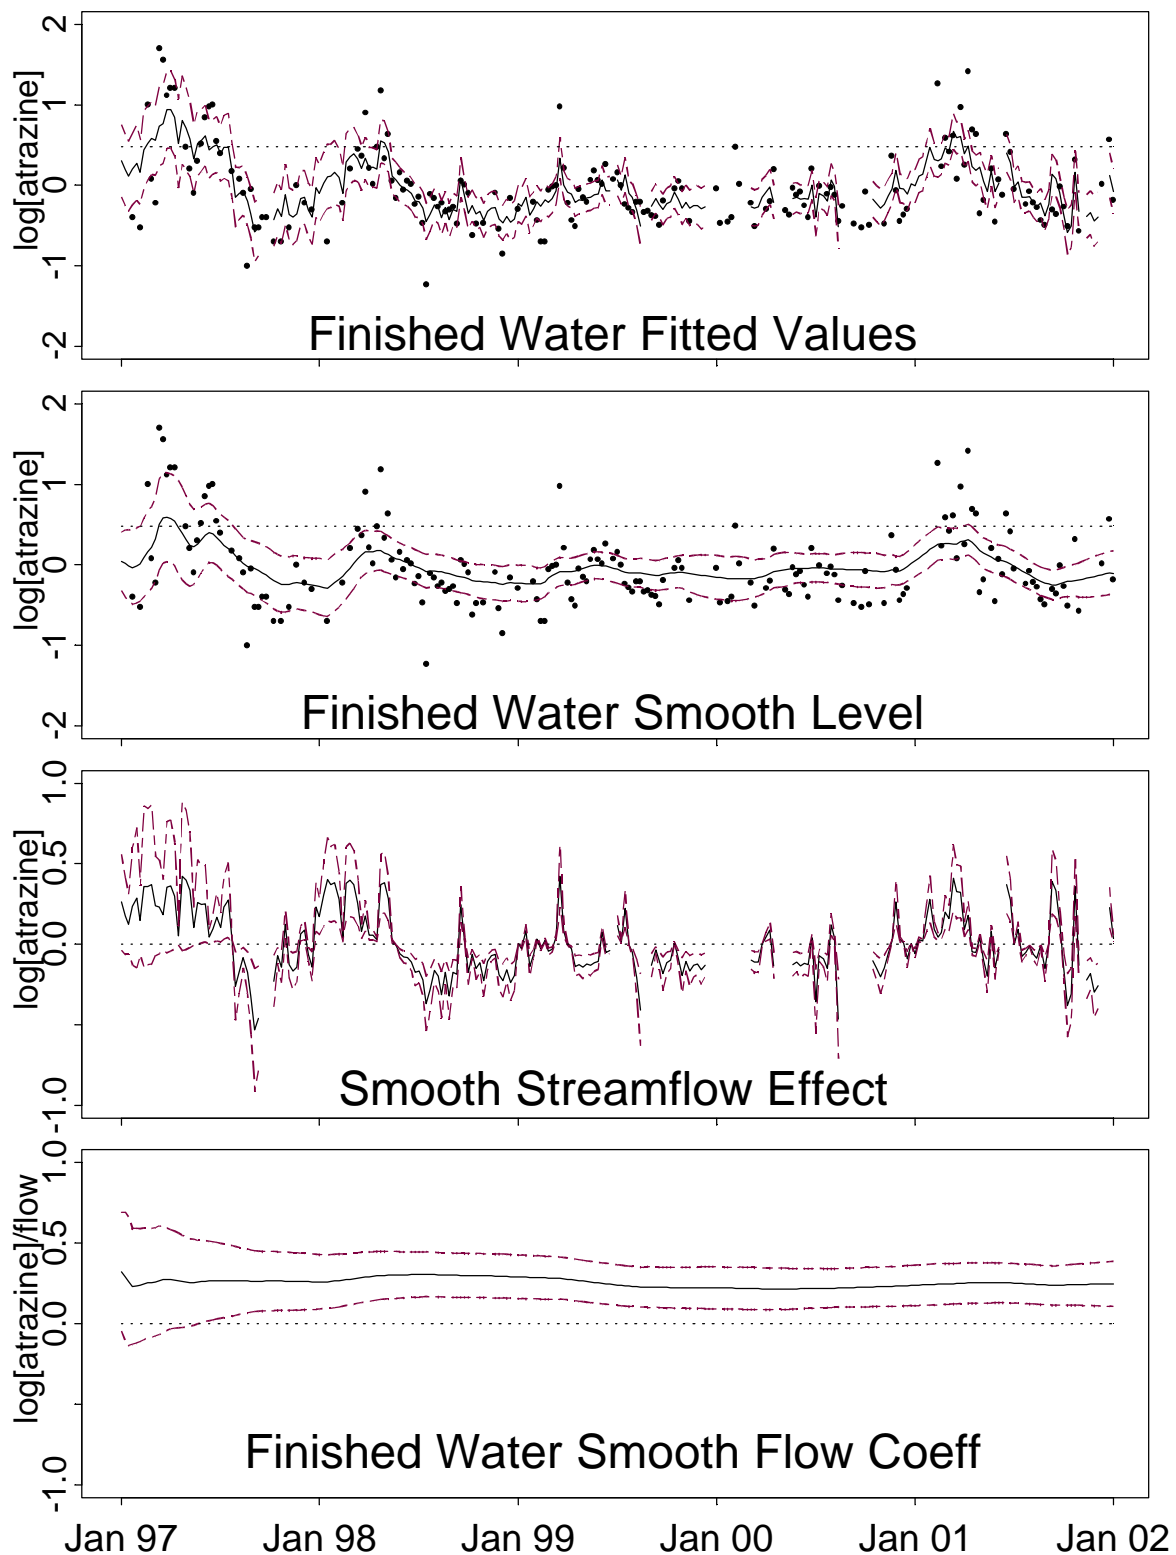 log[atrazine]
2
1
0
-1
-2
Finished Water Fitted Values
log[atrazine]
2
1
0
-1
-2
Finished Water Smooth Level
log[atrazine]
1.0
0.5
0.0
-1.0
Smooth Streamflow Effect
log[atrazine]/flow
1.0
0.5
0.0
-1.0
Finished Water Smooth Flow Coeff
Jan 97 Jan 98 Jan 99 Jan 00 Jan 01 Jan 02